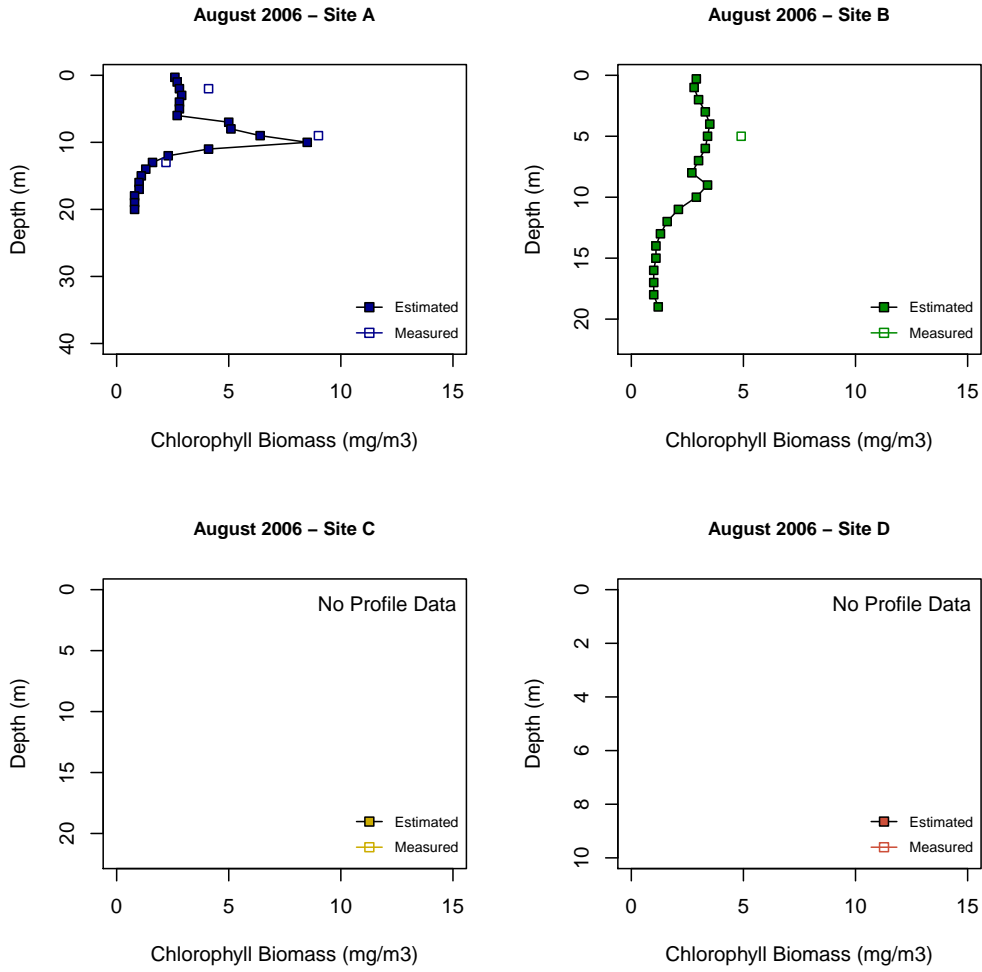 August 2006 – Site A
0
10
20
30
40
Depth (m)
Estimated
Measured
0 5 10 15
Chlorophyll Biomass (mg/m3)
August 2006 – Site B
0
5
10
15
20
Depth (m)
Estimated
Measured
0 5 10 15
Chlorophyll Biomass (mg/m3)
August 2006 – Site C
No Profile Data
0
5
10
15
20
Depth (m)
Estimated
Measured
0 5 10 15
Chlorophyll Biomass (mg/m3)
August 2006 – Site D
No Profile Data
0
2
4
6
8
10
Depth (m)
Estimated
Measured
0 5 10 15
Chlorophyll Biomass (mg/m3)